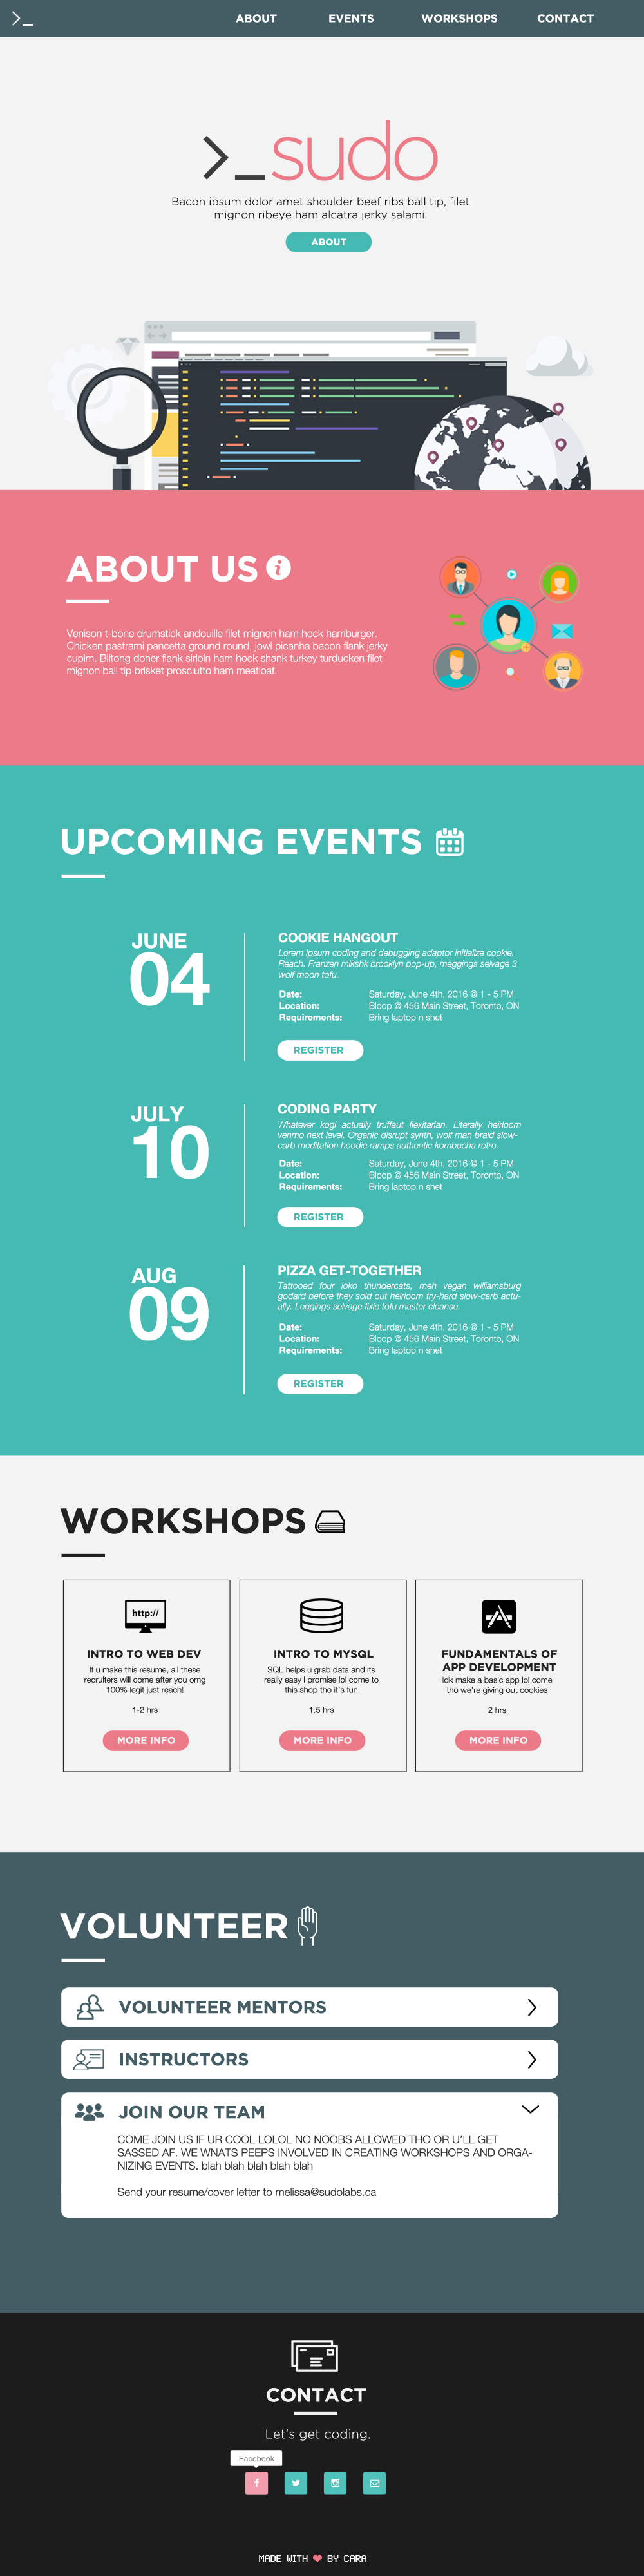 >_
ABOUT EVENTS WORKSHOPS CONTACT
>_sudo
Bacon ipsum dolor amet shoulder beef ribs ball tip, filet
mignon ribeye ham alcatra jerky salami.
ABOUT
ABOUT US
Venison t-bone drumstick andouille filet mignon ham hock hamburger.
Chicken pastrami pancetta ground round, jowl picanha bacon flank jerky
cupim. Biltong doner flank sirloin ham hock shank turkey turducken filet
mignon ball tip brisket prosciutto ham meatloaf.
UPCOMING EVENTS
JUNE
04
COOKIE HANGOUT
Lorem Ipsum coding and debugging adaptor initialize cookie.
Reach. Franzen mlkshk brooklyn pop-up, meggings selvage 3
wolf moon tofu.
Date: Saturday, June 4th, 2016 @ 1 - 5 PM
Location: Bloop @ 456 Main Street, Toronto, ON
Requirements: Bring laptop n shet
REGISTER
JULY
10
CODING PARTY
Whatever kogi actually truffaut flexitarian. Literally heirloom
venmo next level. Organic disrupt synth, wolf man braid slow-
carb meditation hoodie ramps authentic kombucha retro.
Date: Saturday, June 4th, 2016 @ 1 - 5 PM
Location: Bloop @ 456 Main Street, Toronto, ON
Requirements: Bring laptop n shet
REGISTER
AUG
09
PIZZA GET-TOGETHER
Tattooed four loko thundercats, meh vegan williamsburg
godard before they sold out heirloom try-hard slow-carb actu-
ally. Leggings selvage fixie tofu master cleanse.
Date: Saturday, June 4th, 2016 @ 1 - 5 PM
Location: Bloop @ 456 Main Street, Toronto, ON
Requirements: Bring laptop n shet
REGISTER
WORKSHOPS
http://
INTRO TO WEB DEV
If u make this resume, all these
recruiters will come after you omg
100% legit just reach!
1-2 hrs
MORE INFO
INTRO TO MYSQL
SQL helps u grab data and its
really easy i promise lol come to
this shop tho it's fun
1.5 hrs
MORE INFO
FUNDAMENTALS OF
APP DEVELOPMENT
Idk make a basic app lol come
tho we're giving out cookies
2 hrs
MORE INFO
VOLUNTEER
VOLUNTEER MENTORS
INSTRUCTORS
JOIN OUR TEAM
COME JOIN US IF UR COOL LOLOL NO NOOBS ALLOWED THO OR U'LL GET
SASSED AF. WE WNATS PEEPS INVOLVED IN CREATING WORKSHOPS AND ORGA-
NIZING EVENTS. blah blah blah blah blah
Send your resume/cover letter to melissa@sudolabs.ca
CONTACT
Let's get coding.
Facebook
MADE WITH ♥ BY CARA